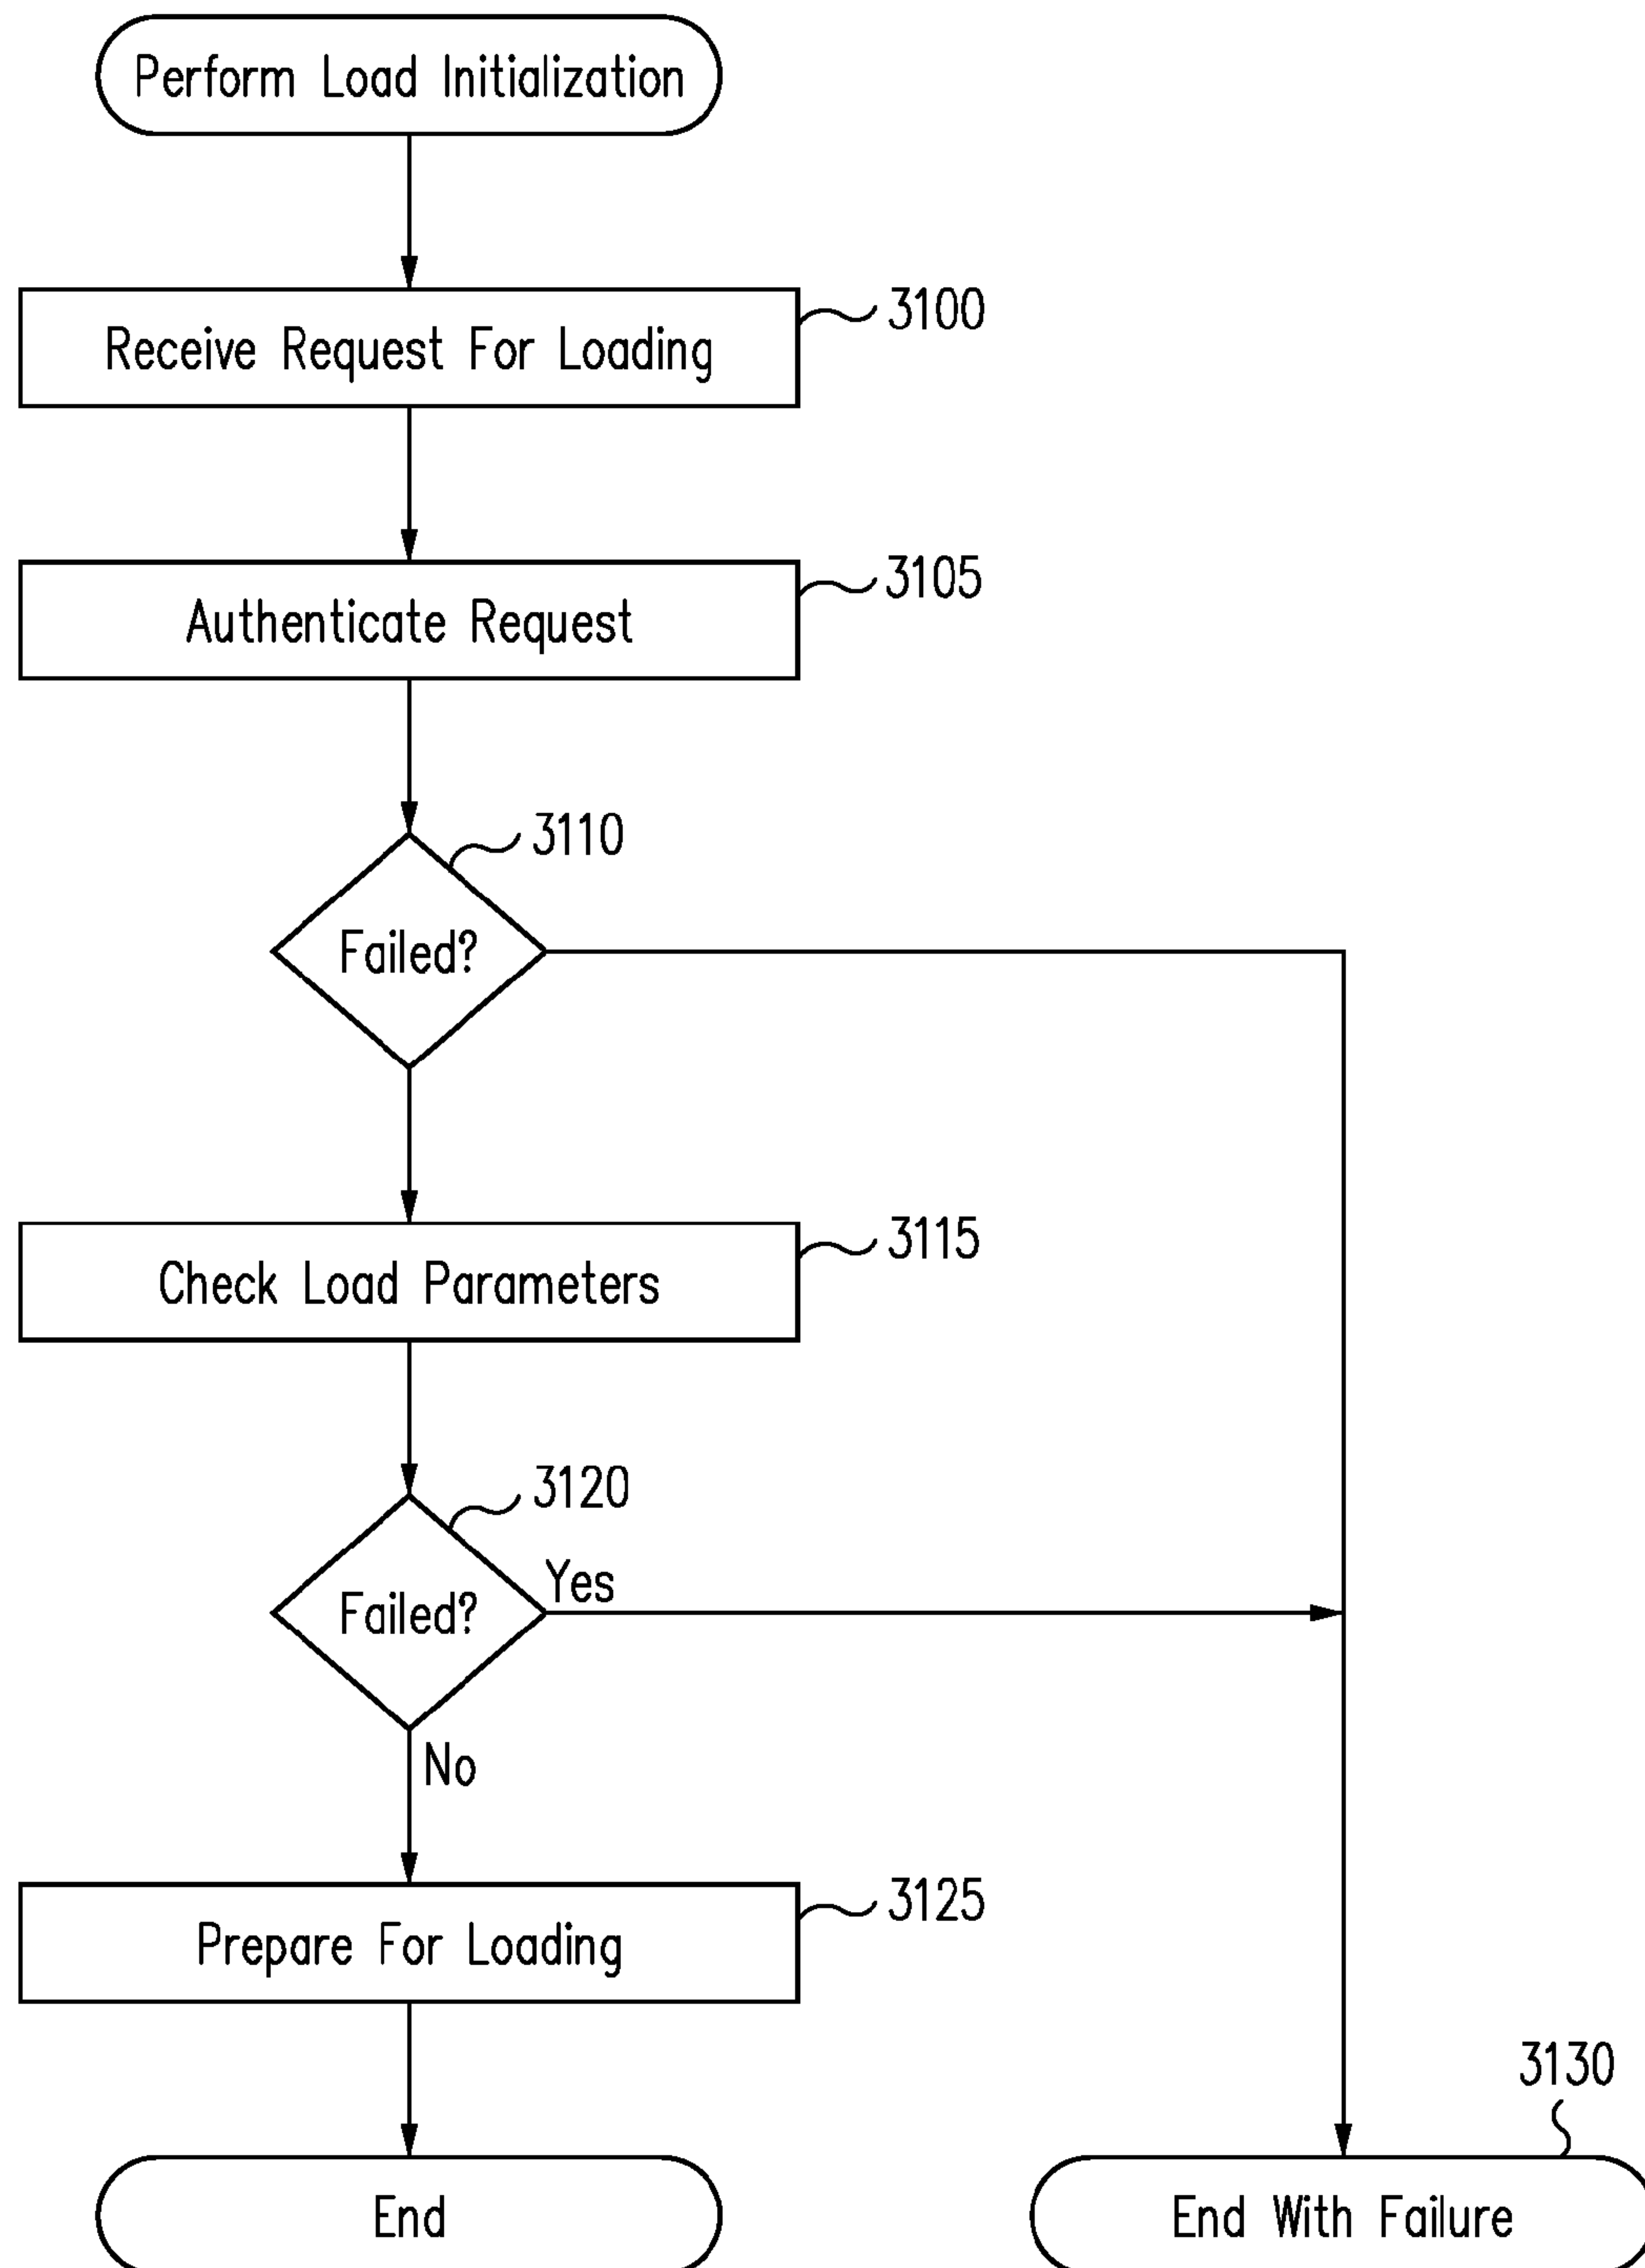 Perform Load Initialization
Receive Request For Loading
3100
Authenticate Request
3105
3110
Failed?
Check Load Parameters
3115
3120
Failed?
Yes
No
Prepare For Loading
3125
3130
End
End With Failure